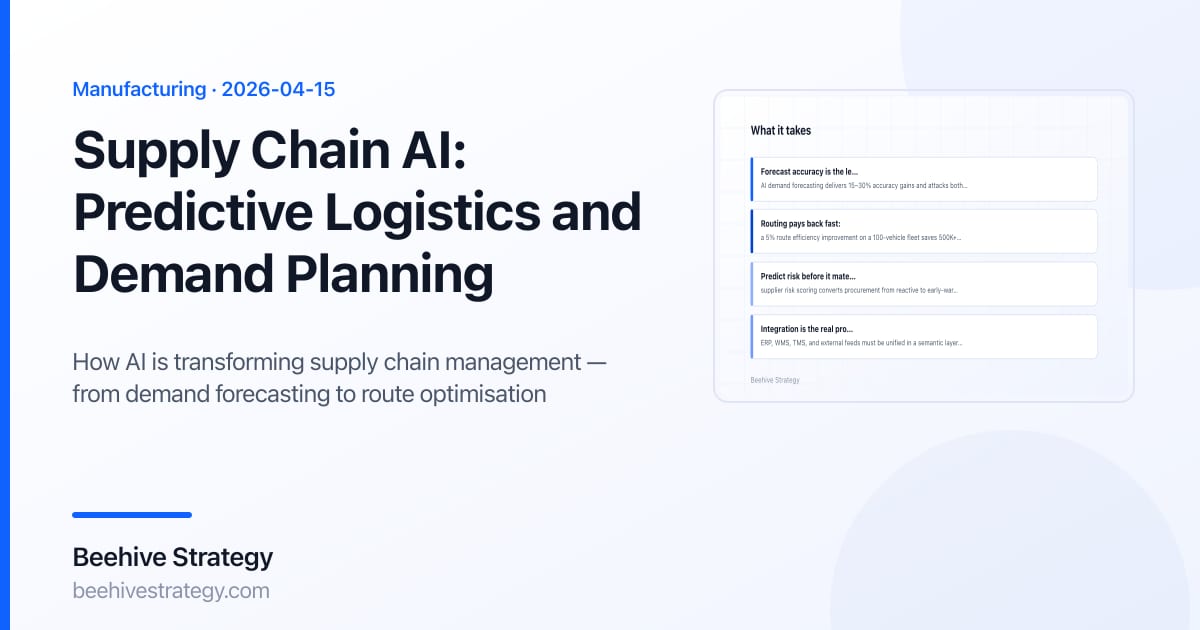 Manufacturing · 2026-04-15
Supply Chain AI:
Predictive Logistics and
Demand Planning
How AI is transforming supply chain management —
from demand forecasting to route optimisation
Beehive Strategy
beehivestrategy.com
What it takes
Forecast accuracy is the le...
AI demand forecasting delivers 15–30% accuracy gains and attacks both...
Routing pays back fast:
a 5% route efficiency improvement on a 100-vehicle fleet saves 500K+...
Predict risk before it mate...
supplier risk scoring converts procurement from reactive to early-war...
Integration is the real pro...
ERP, WMS, TMS, and external feeds must be unified in a semantic layer...
Beehive Strategy